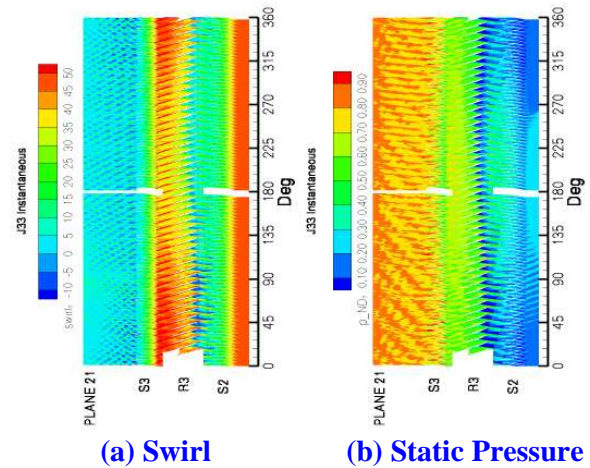 J33 Instantaneous
swirl: -10 -5 0 5 10 15 20 25 30 35 40 45 50
PLANE 21
S3
R3
S2
0 45 90 135 180 225 270 315 360
Deg
(a) Swirl
J33 Instantaneous
p_ND: 0.10 0.20 0.30 0.40 0.50 0.60 0.70 0.80 0.90
PLANE 21
S3
R3
S2
0 45 90 135 180 225 270 315 360
Deg
(b) Static Pressure